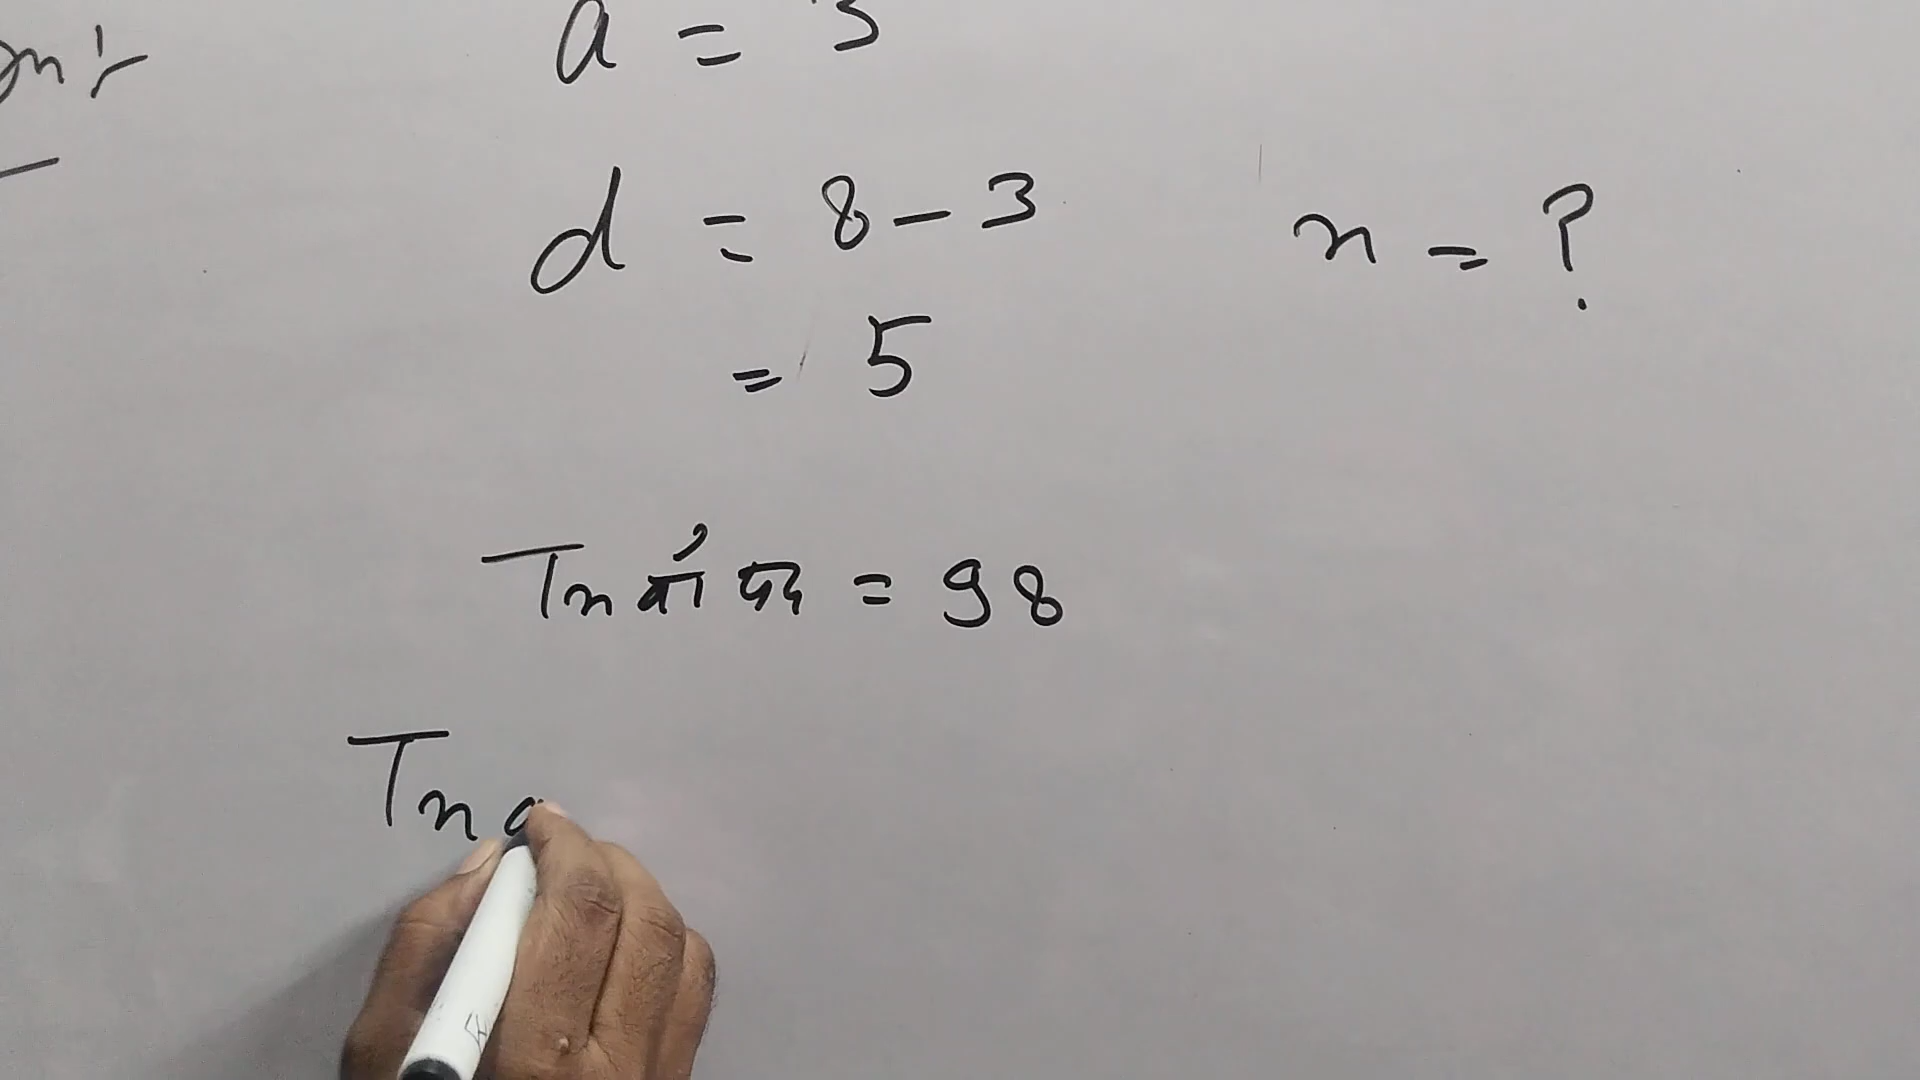 a = 3
d = 8 - 3
n = ?
= 5
Tn वाँ पद = 98
Tn